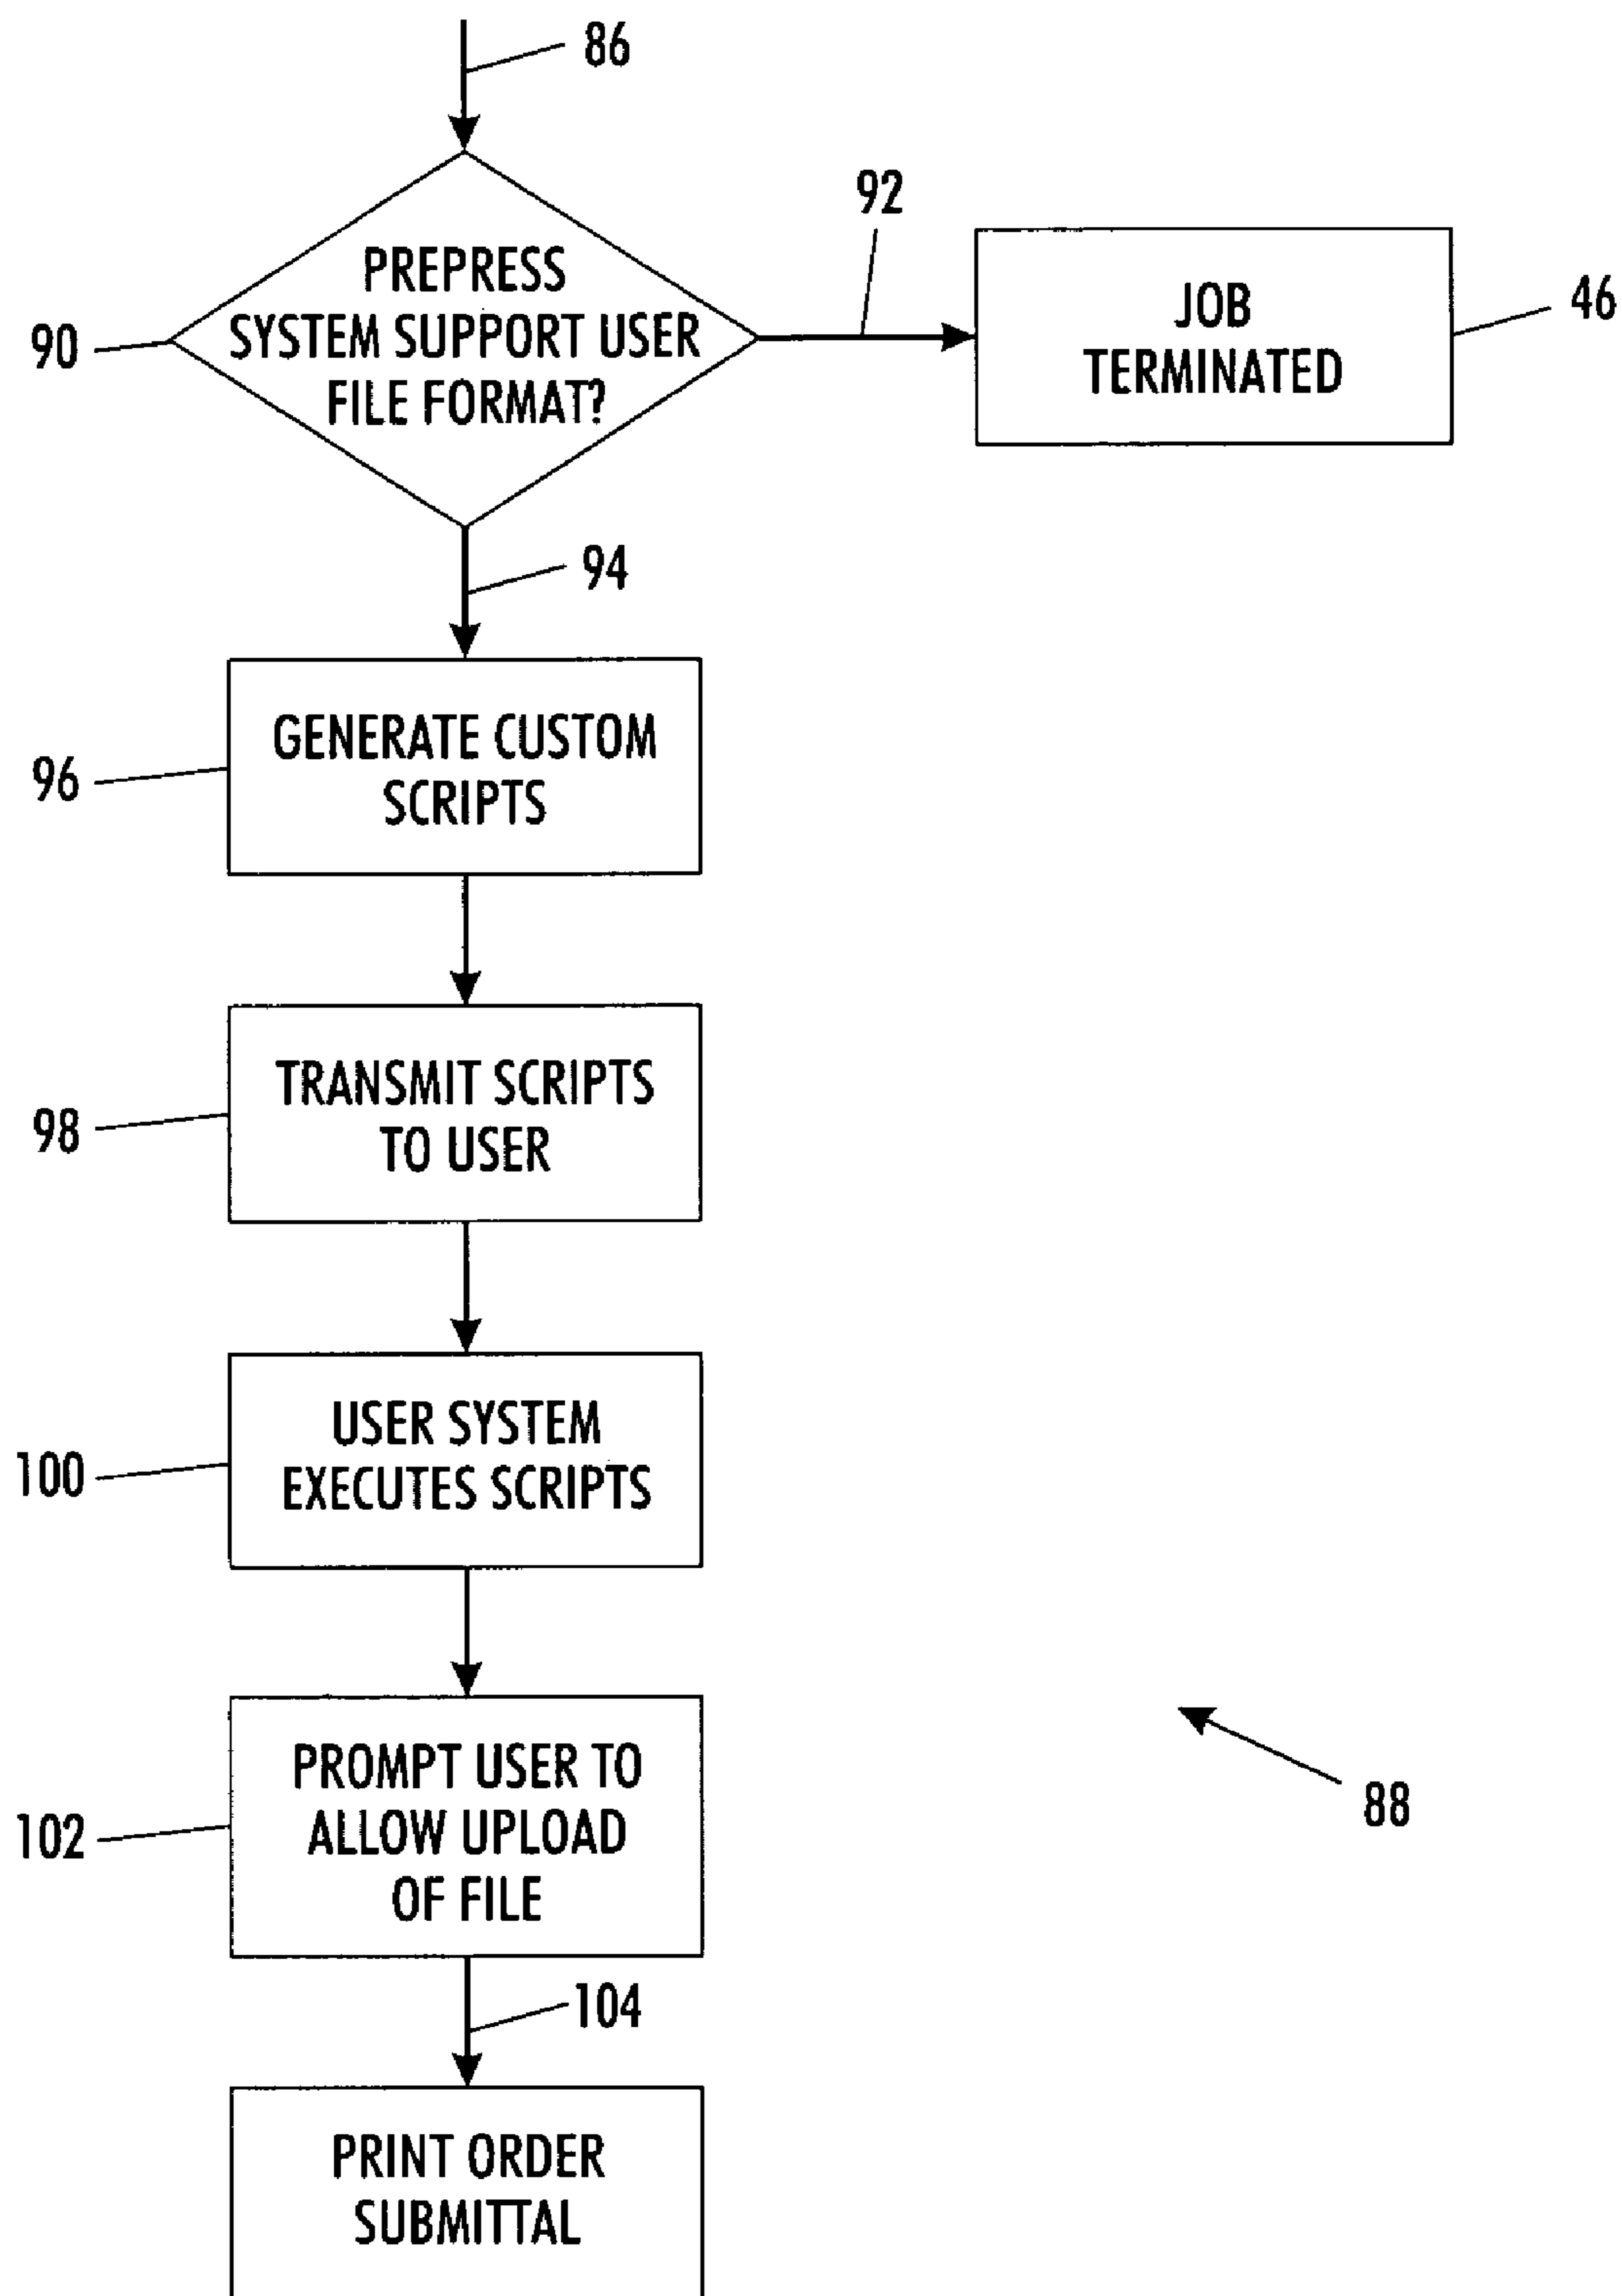 86
PREPRESS
SYSTEM SUPPORT USER
FILE FORMAT?
90
92
JOB
TERMINATED
46
94
GENERATE CUSTOM
SCRIPTS
96
TRANSMIT SCRIPTS
TO USER
98
USER SYSTEM
EXECUTES SCRIPTS
100
PROMPT USER TO
ALLOW UPLOAD
OF FILE
102
88
104
PRINT ORDER
SUBMITTAL